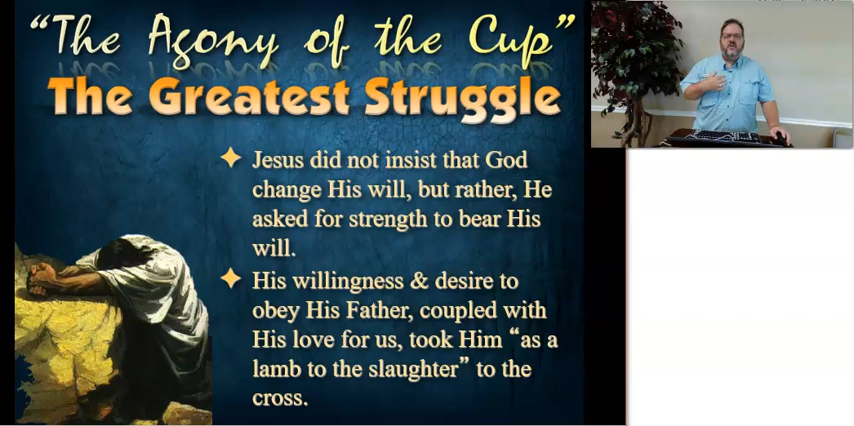 “The Agony of the Cup”
The Greatest Struggle
Jesus did not insist that God
change His will, but rather, He
asked for strength to bear His
will.
His willingness & desire to
obey His Father, coupled with
His love for us, took Him “as a
lamb to the slaughter” to the
cross.